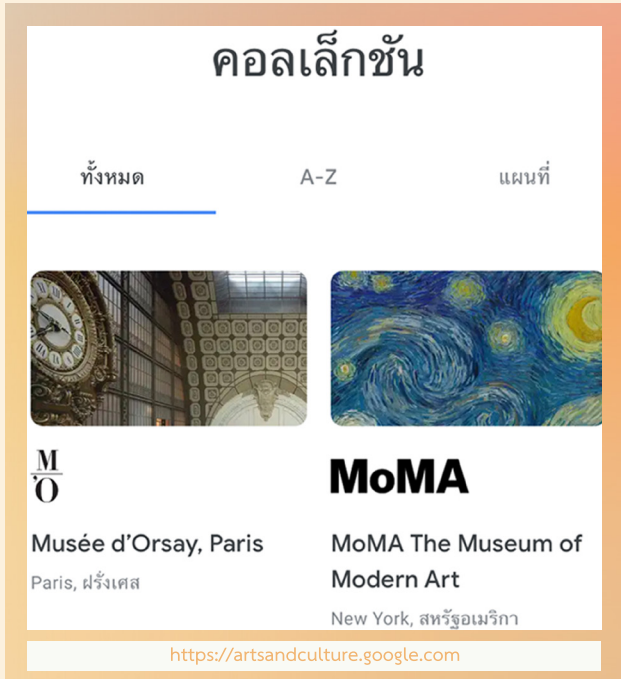 คอลเล็กชัน
ทั้งหมด
A-Z
แผนที่
M
'O
MoMA
Musée d'Orsay, Paris
Paris, ฝรั่งเศส
MoMA The Museum of
Modern Art
New York, สหรัฐอเมริกา
https://artsandculture.google.com